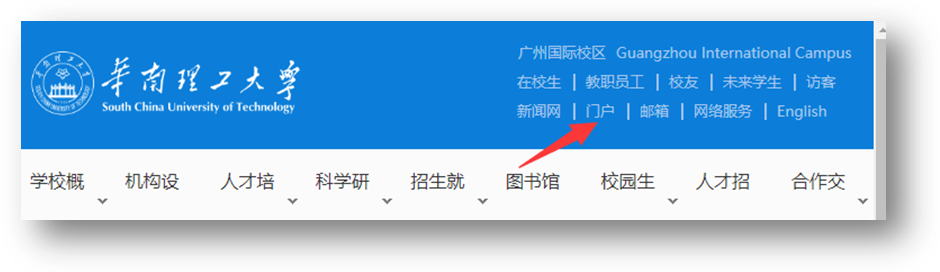 广州国际校区 Guangzhou International Campus
华南理工大学
South China University of Technology
在校生 | 教职员工 | 校友 | 未来学生 | 访客
新闻网 | 门户 | 邮箱 | 网络服务 | English
学校概 机构设 人才培 科学研 招生就 图书馆 校园生 人才招 合作交